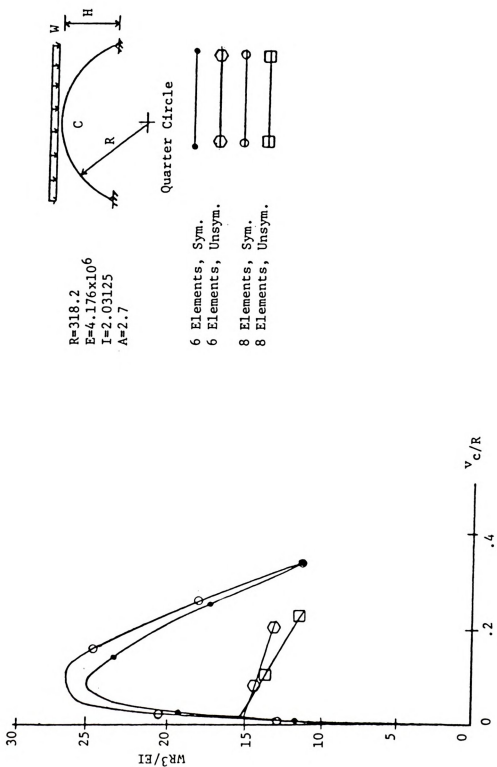 W
H
C
R
Quarter Circle
R=318.2
E=4.176x10⁶
I=2.03125
A=2.7
6 Elements, Sym.
6 Elements, Unsym.
8 Elements, Sym.
8 Elements, Unsym.
WR3/EI
30
25
20
15
10
5
0
0
.2
.4
Vc/R